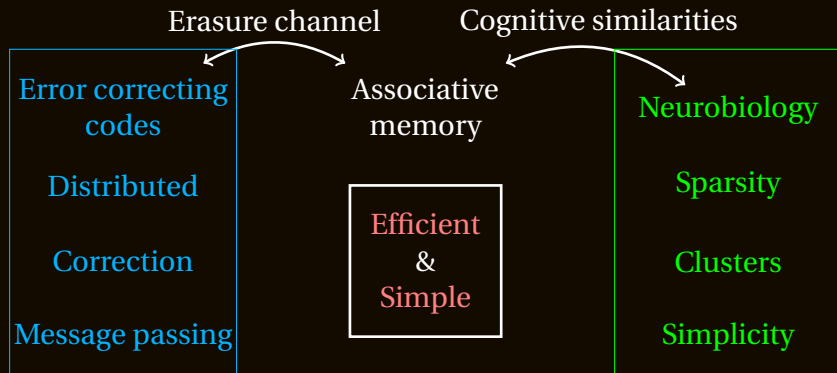 Erasure channel
Cognitive similarities
Error correcting
codes
Distributed
Correction
Message passing
Associative
memory
Efficient
&
Simple
Neurobiology
Sparsity
Clusters
Simplicity